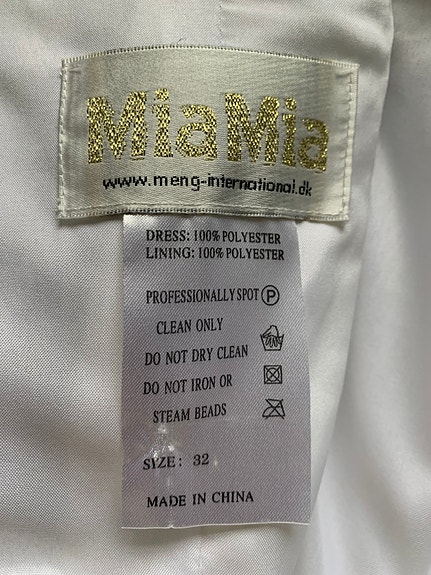 MiaMia
www.meng-international.dk
DRESS: 100% POLYESTER
LINING: 100% POLYESTER
PROFESSIONALLY SPOT P
CLEAN ONLY
DO NOT DRY CLEAN
DO NOT IRON OR
STEAM BEADS
SIZE: 32
MADE IN CHINA